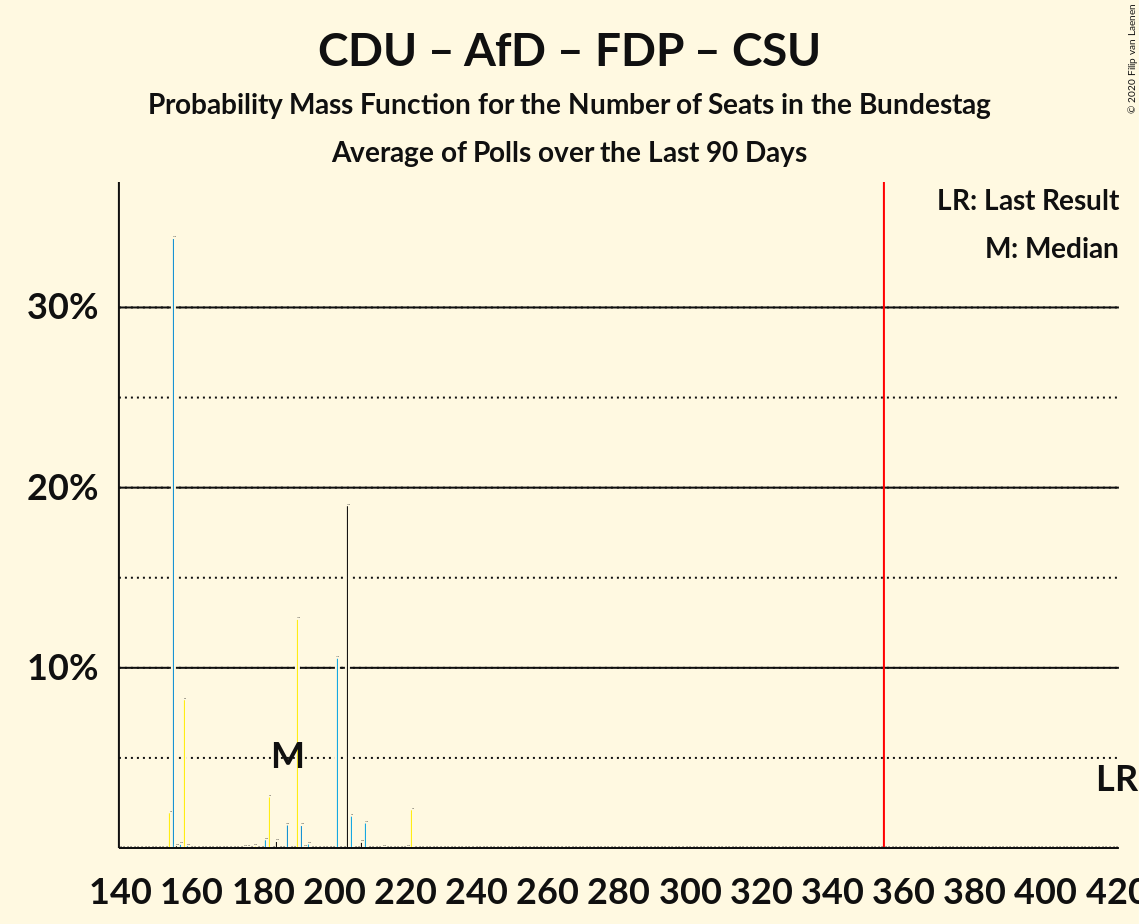 CDU – AfD – FDP – CSU
Probability Mass Function for the Number of Seats in the Bundestag
Average of Polls over the Last 90 Days
© 2020 Filip van Laenen
LR: Last Result
M: Median
30%
20%
10%
M
LR
140 160 180 200 220 240 260 280 300 320 340 360 380 400 420